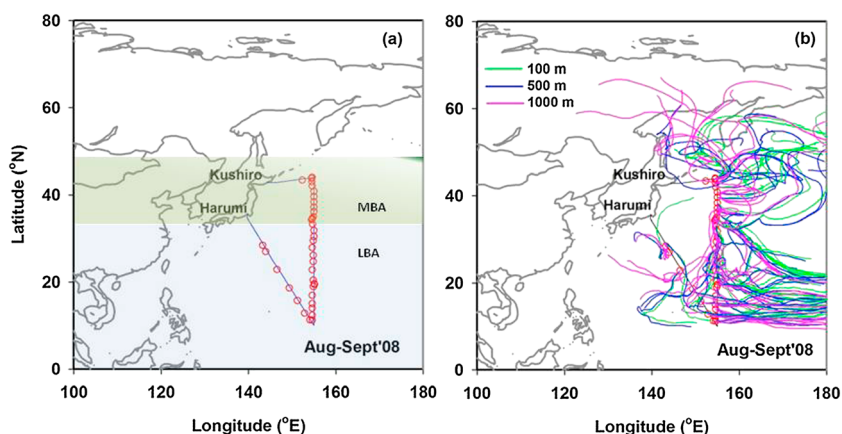 80
60
40
20
0
100
120
140
160
180
Latitude (°N)
Longitude (°E)
(a)
Kushiro
Harumi
MBA
LBA
Aug-Sept'08
80
60
40
20
0
100
120
140
160
180
Longitude (°E)
(b)
100 m
500 m
1000 m
Kushiro
Harumi
Aug-Sept'08